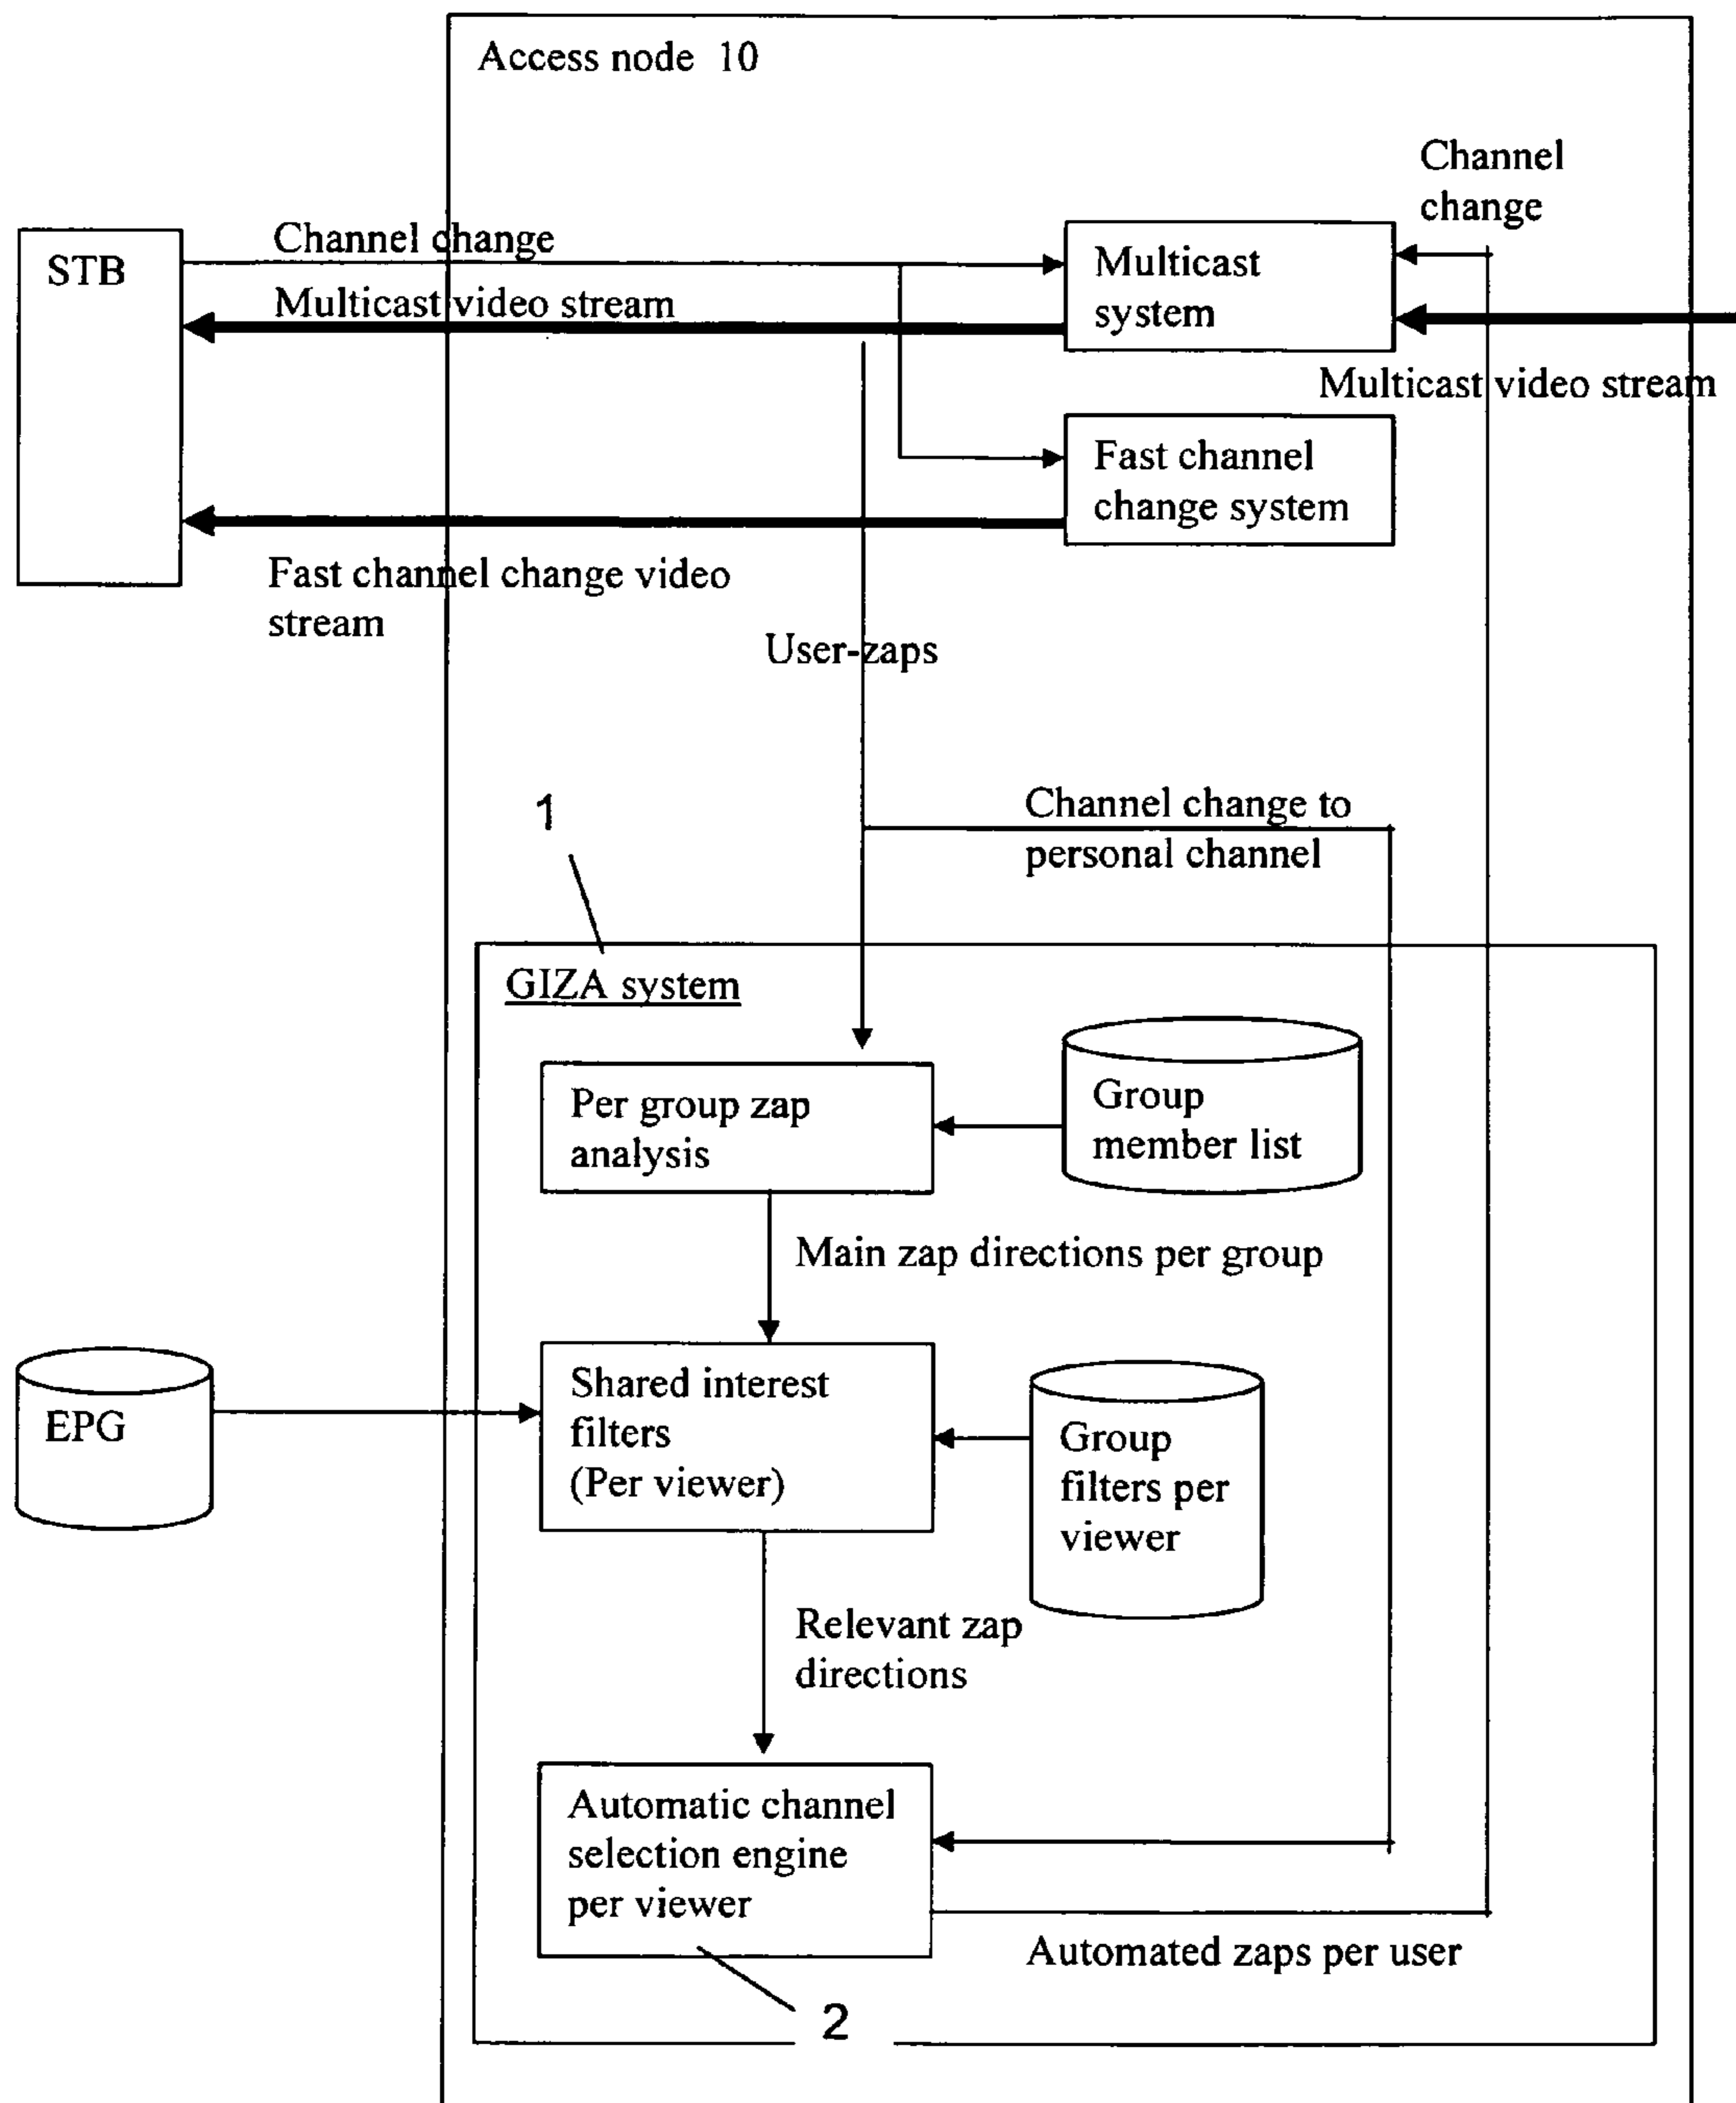 Access node 10
Channel
change
STB
Channel change
Multicast video stream
Multicast
system
Multicast video stream
Fast channel
change system
Fast channel change video
stream
User-zaps
1
Channel change to
personal channel
GIZA system
Per group zap
analysis
Group
member list
Main zap directions per group
EPG
Shared interest
filters
(Per viewer)
Group
filters per
viewer
Relevant zap
directions
Automatic channel
selection engine
per viewer
Automated zaps per user
2